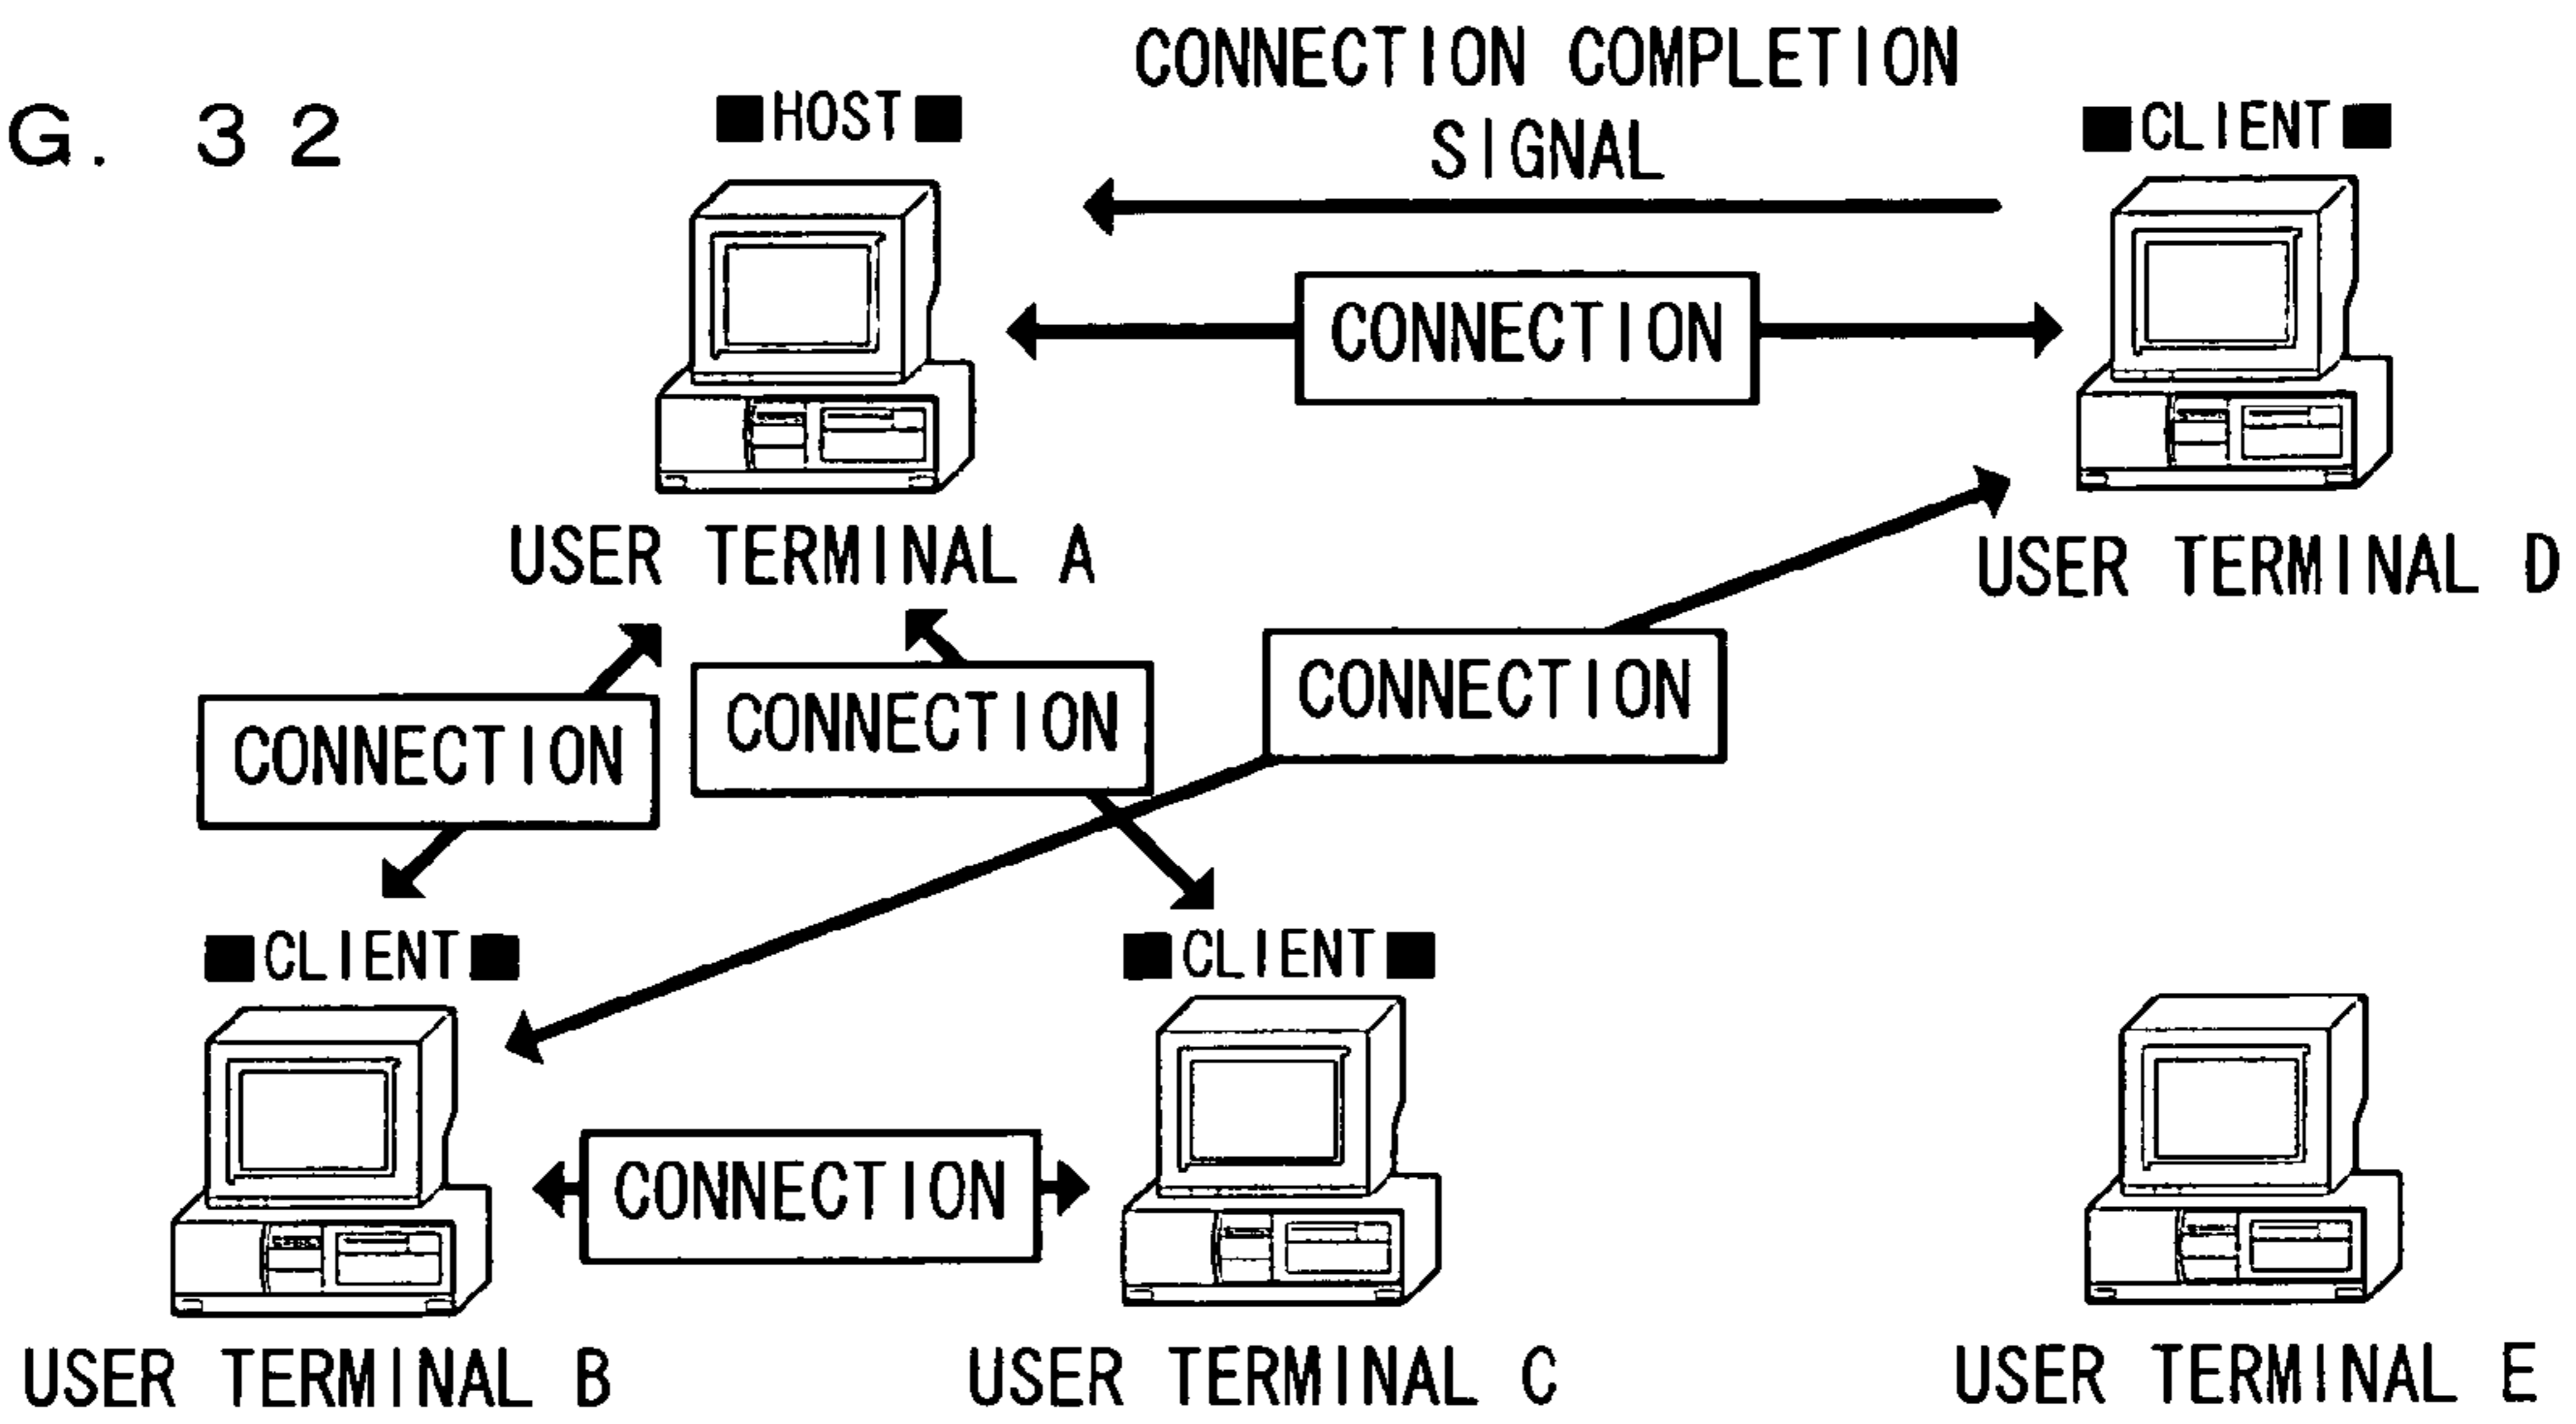 G. 32
CONNECTION COMPLETION
SIGNAL
■HOST■
■CLIENT■
CONNECTION
USER TERMINAL A
USER TERMINAL D
CONNECTION
CONNECTION
CONNECTION
■CLIENT■
■CLIENT■
CONNECTION
USER TERMINAL B
USER TERMINAL C
USER TERMINAL E